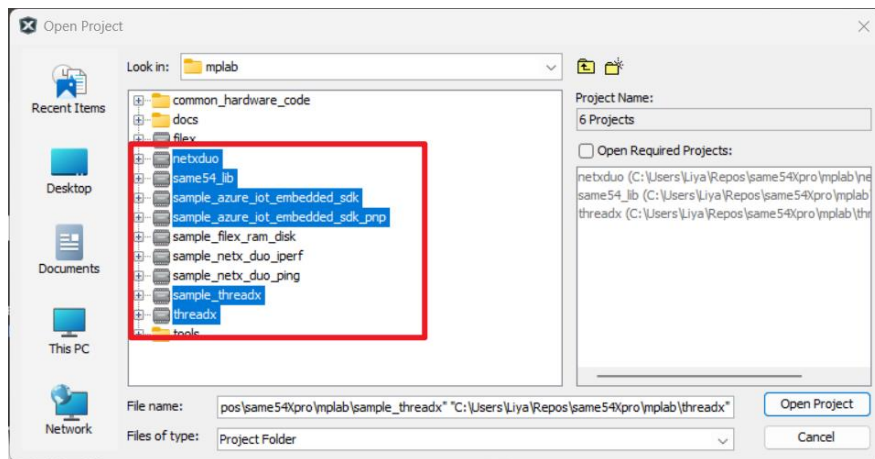 Open Project
Look in: mplab
Recent Items
Desktop
Documents
This PC
Network
common_hardware_code
docs
filex
netxduo
same54_lib
sample_azure_iot_embedded_sdk
sample_azure_iot_embedded_sdk_pnp
sample_filex_ram_disk
sample_netx_duo_iperf
sample_netx_duo_ping
sample_threadx
threadx
tools
Project Name:
6 Projects
Open Required Projects:
netxduo (C:\Users\Liya\Repos\same54Xpro\mplab\ne
same54_lib (C:\Users\Liya\Repos\same54Xpro\mplab
threadx (C:\Users\Liya\Repos\same54Xpro\mplab\thr
File name: pos\same54Xpro\mplab\sample_threadx" "C:\Users\Liya\Repos\same54Xpro\mplab\threadx"
Open Project
Files of type: Project Folder
Cancel